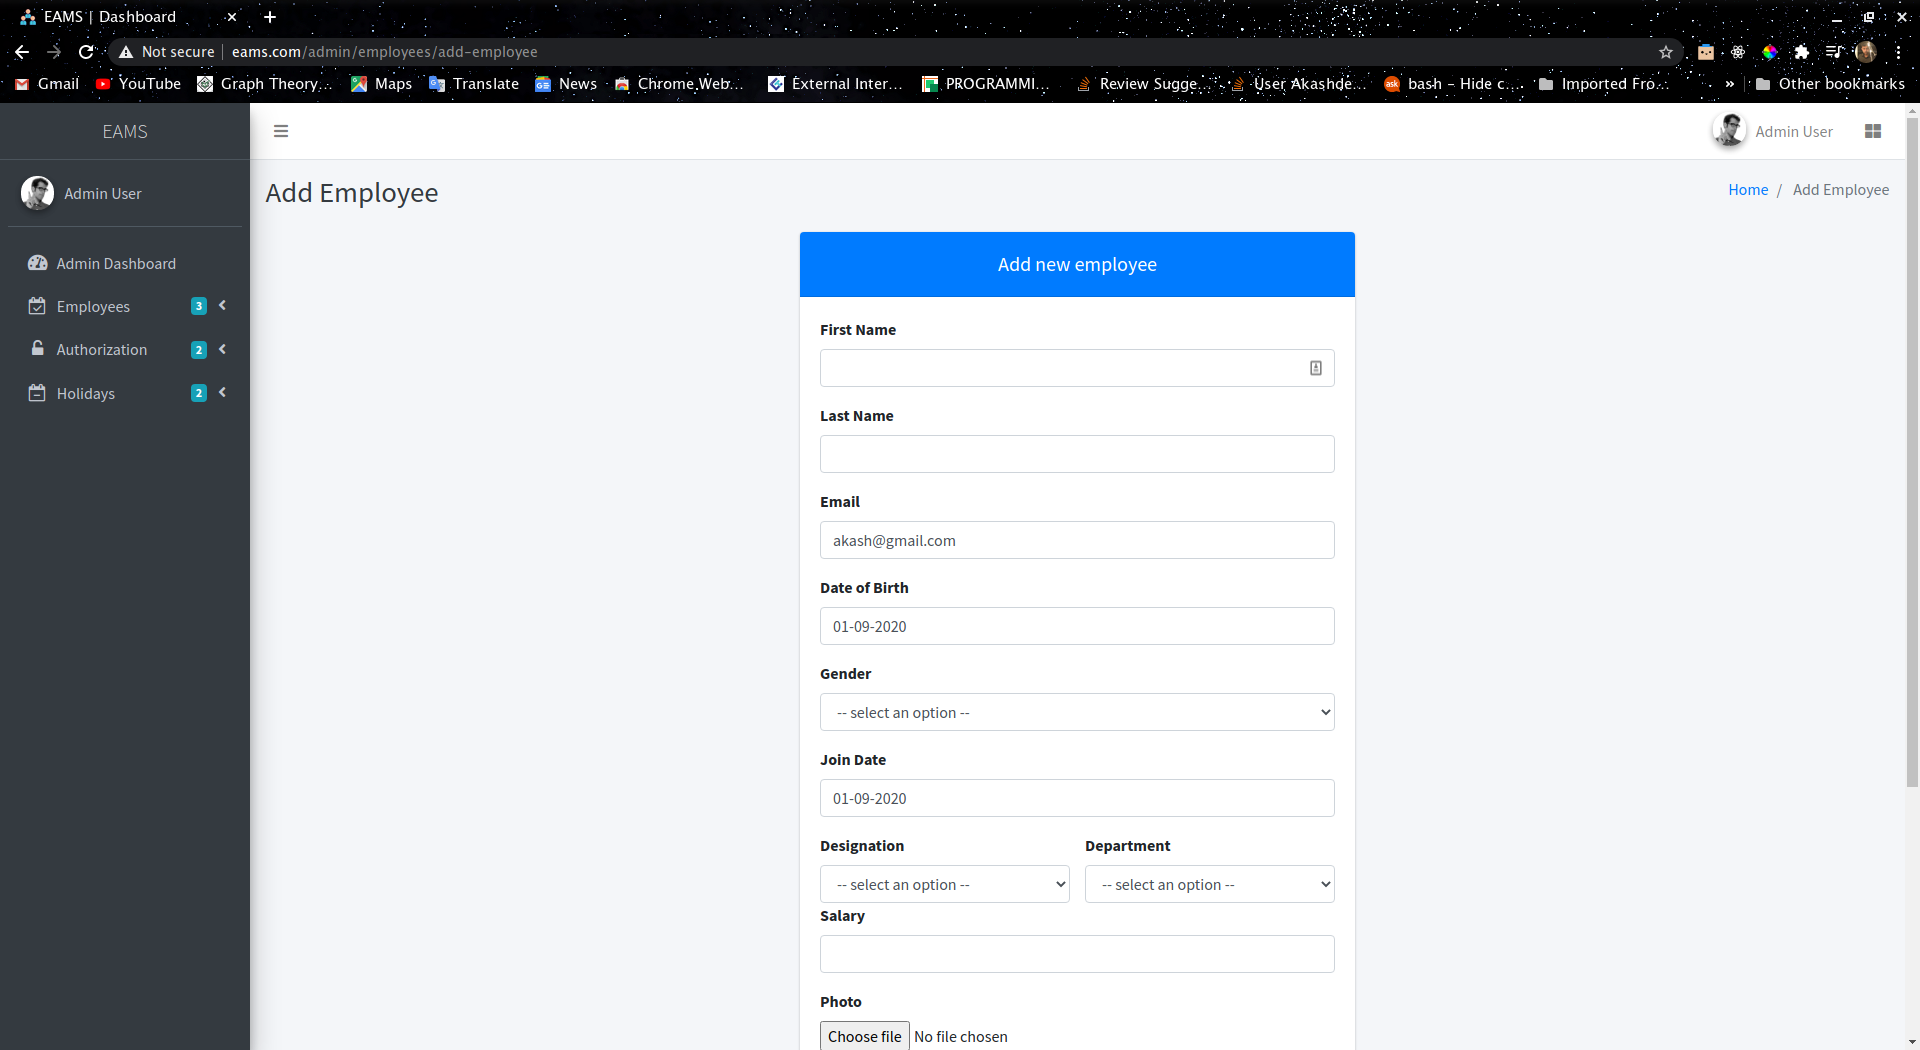 EAMS | Dashboard
Not secure | eams.com/admin/employees/add-employee
Gmail YouTube Graph Theory... Maps Translate News Chrome Web... External Inter... PROGRAMMI... Review Sugge... User Akashde... bash - Hide c... Imported Fro... » Other bookmarks
EAMS
Admin User
Admin User
Add Employee
Home / Add Employee
Admin Dashboard
Employees 3
Authorization 2
Holidays 2
Add new employee
First Name
Last Name
Email
akash@gmail.com
Date of Birth
01-09-2020
Gender
-- select an option --
Join Date
01-09-2020
Designation Department
-- select an option -- -- select an option --
Salary
Photo
Choose file No file chosen